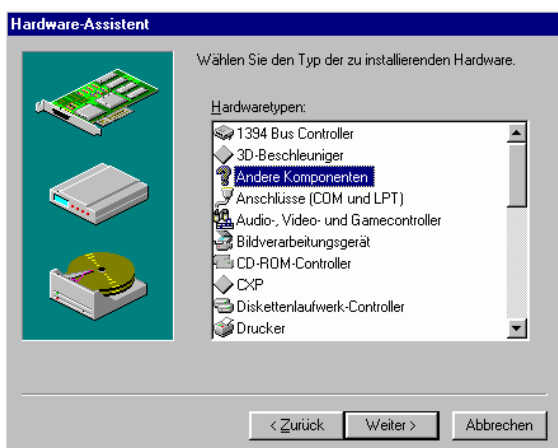 Hardware-Assistent
Wählen Sie den Typ der zu installierenden Hardware.
Hardwaretypen:
1394 Bus Controller
3D-Beschleuniger
Andere Komponenten
Anschlüsse (COM und LPT)
Audio-, Video- und Gamecontroller
Bildverarbeitungsgerät
CD-ROM-Controller
CXP
Diskettenlaufwerk-Controller
Drucker
< Zurück Weiter > Abbrechen